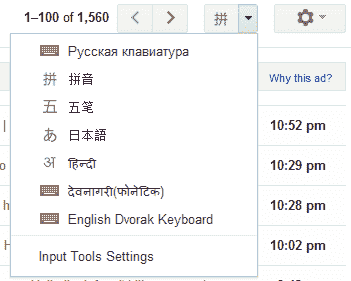 1–100 of 1,560
拼
Русская клавиатура
拼 拼音
Why this ad?
五 五笔
あ 日本語
10:52 pm
अ हिन्दी
10:29 pm
देवनागरी(फोनेटिक)
10:28 pm
English Dvorak Keyboard
10:02 pm
Input Tools Settings